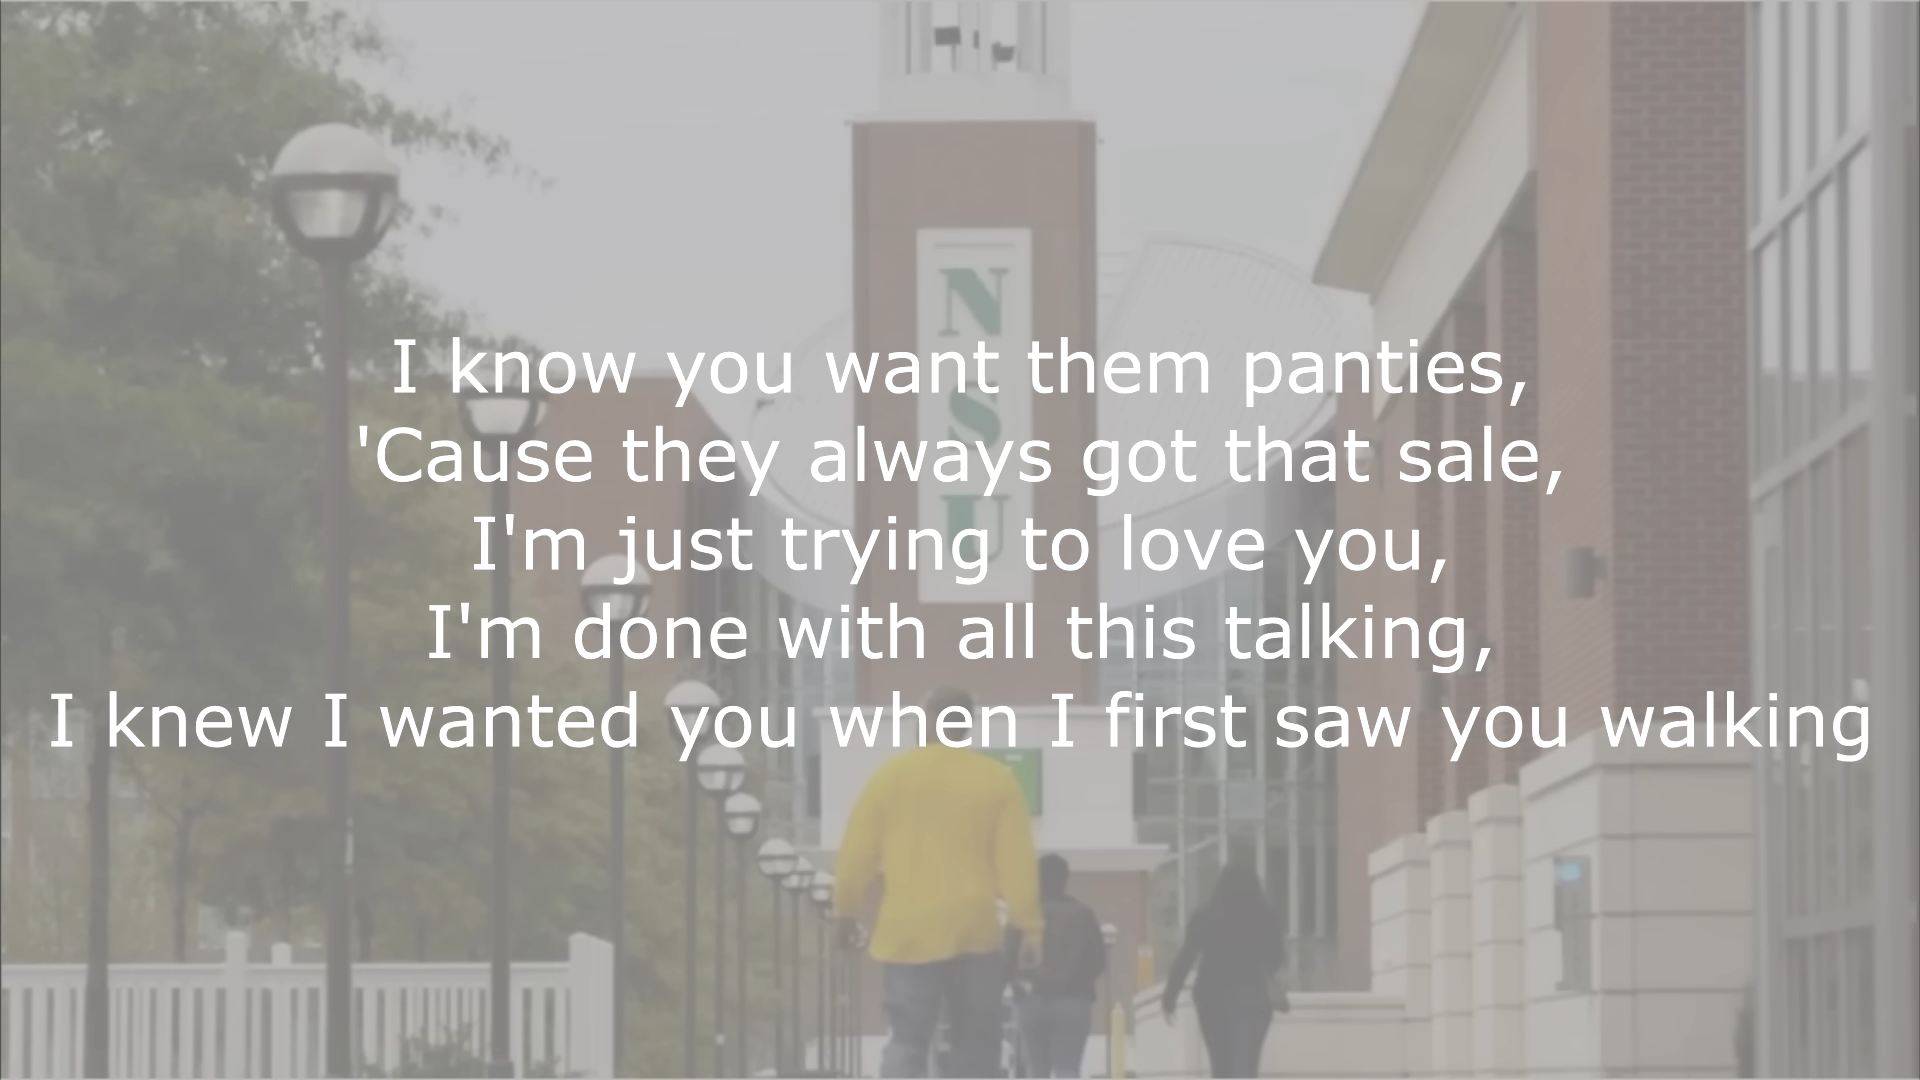 NSU
I know you want them panties,
'Cause they always got that sale,
I'm just trying to love you,
I'm done with all this talking,
I knew I wanted you when I first saw you walking